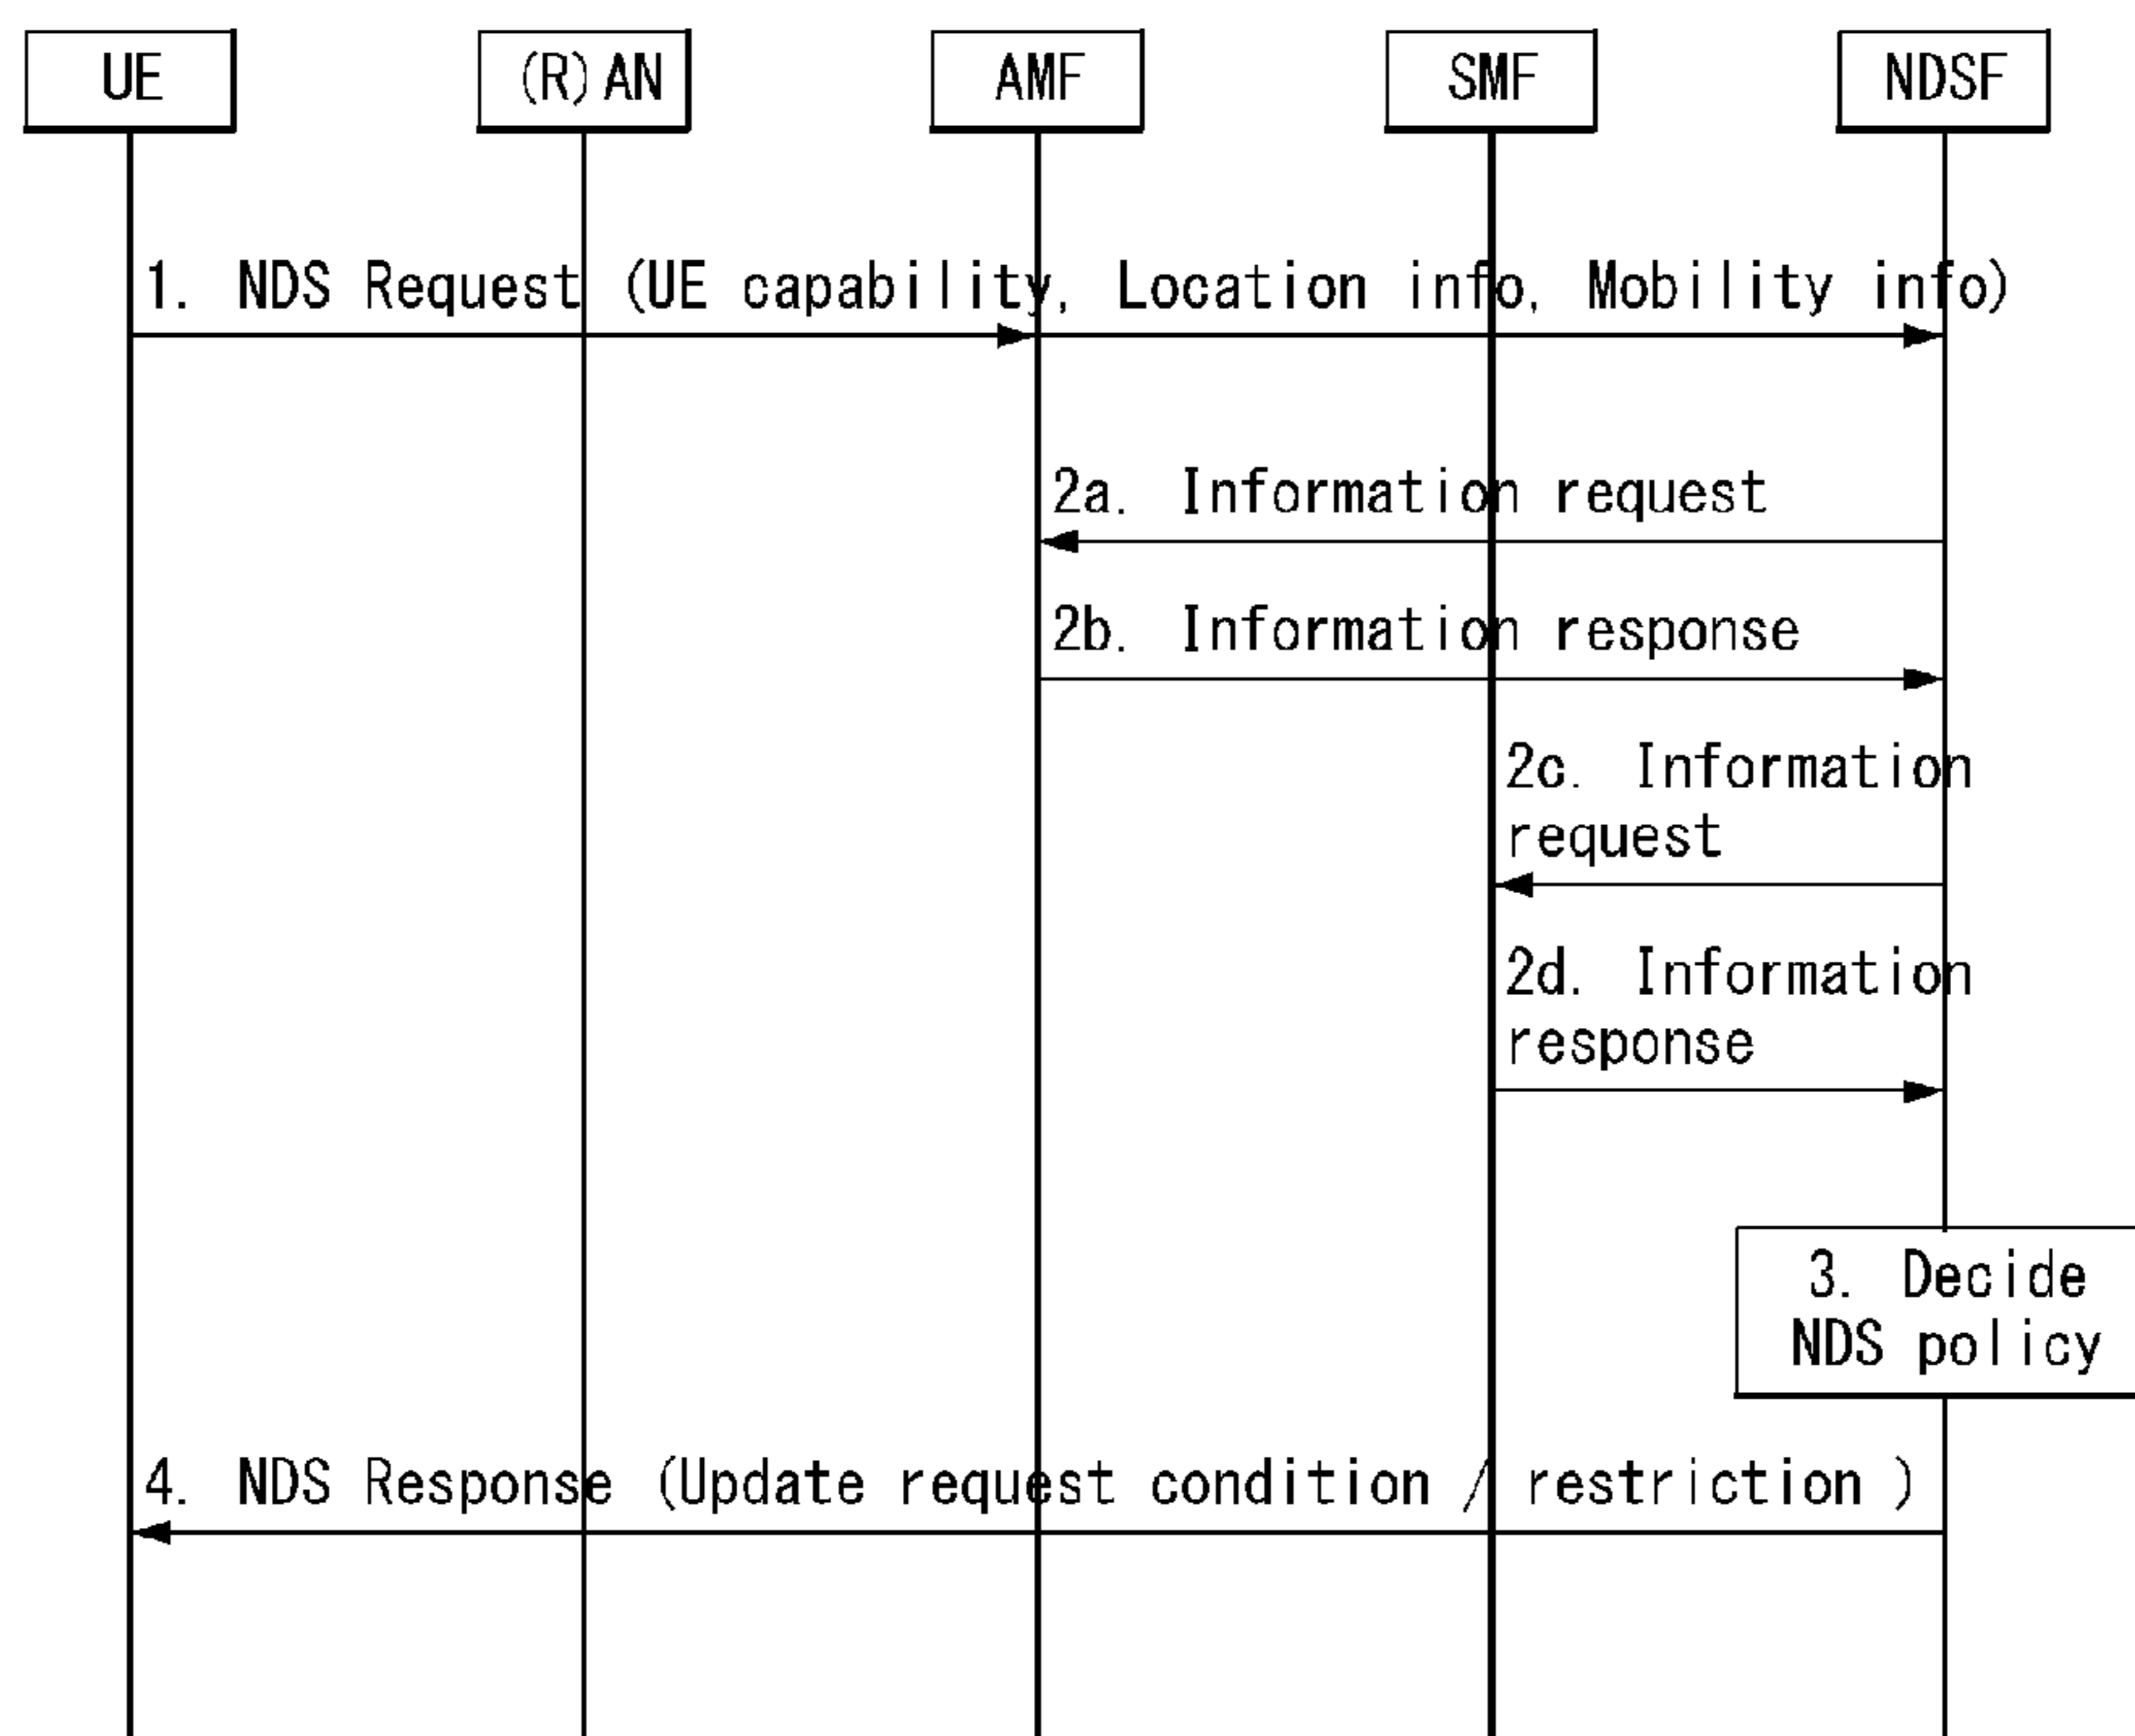 UE
(R)AN
AMF
SMF
NDSF
1. NDS Request (UE capability, Location info, Mobility info)
2a. Information request
2b. Information response
2c. Information
request
2d. Information
response
3. Decide
NDS policy
4. NDS Response (Update request condition / restriction )